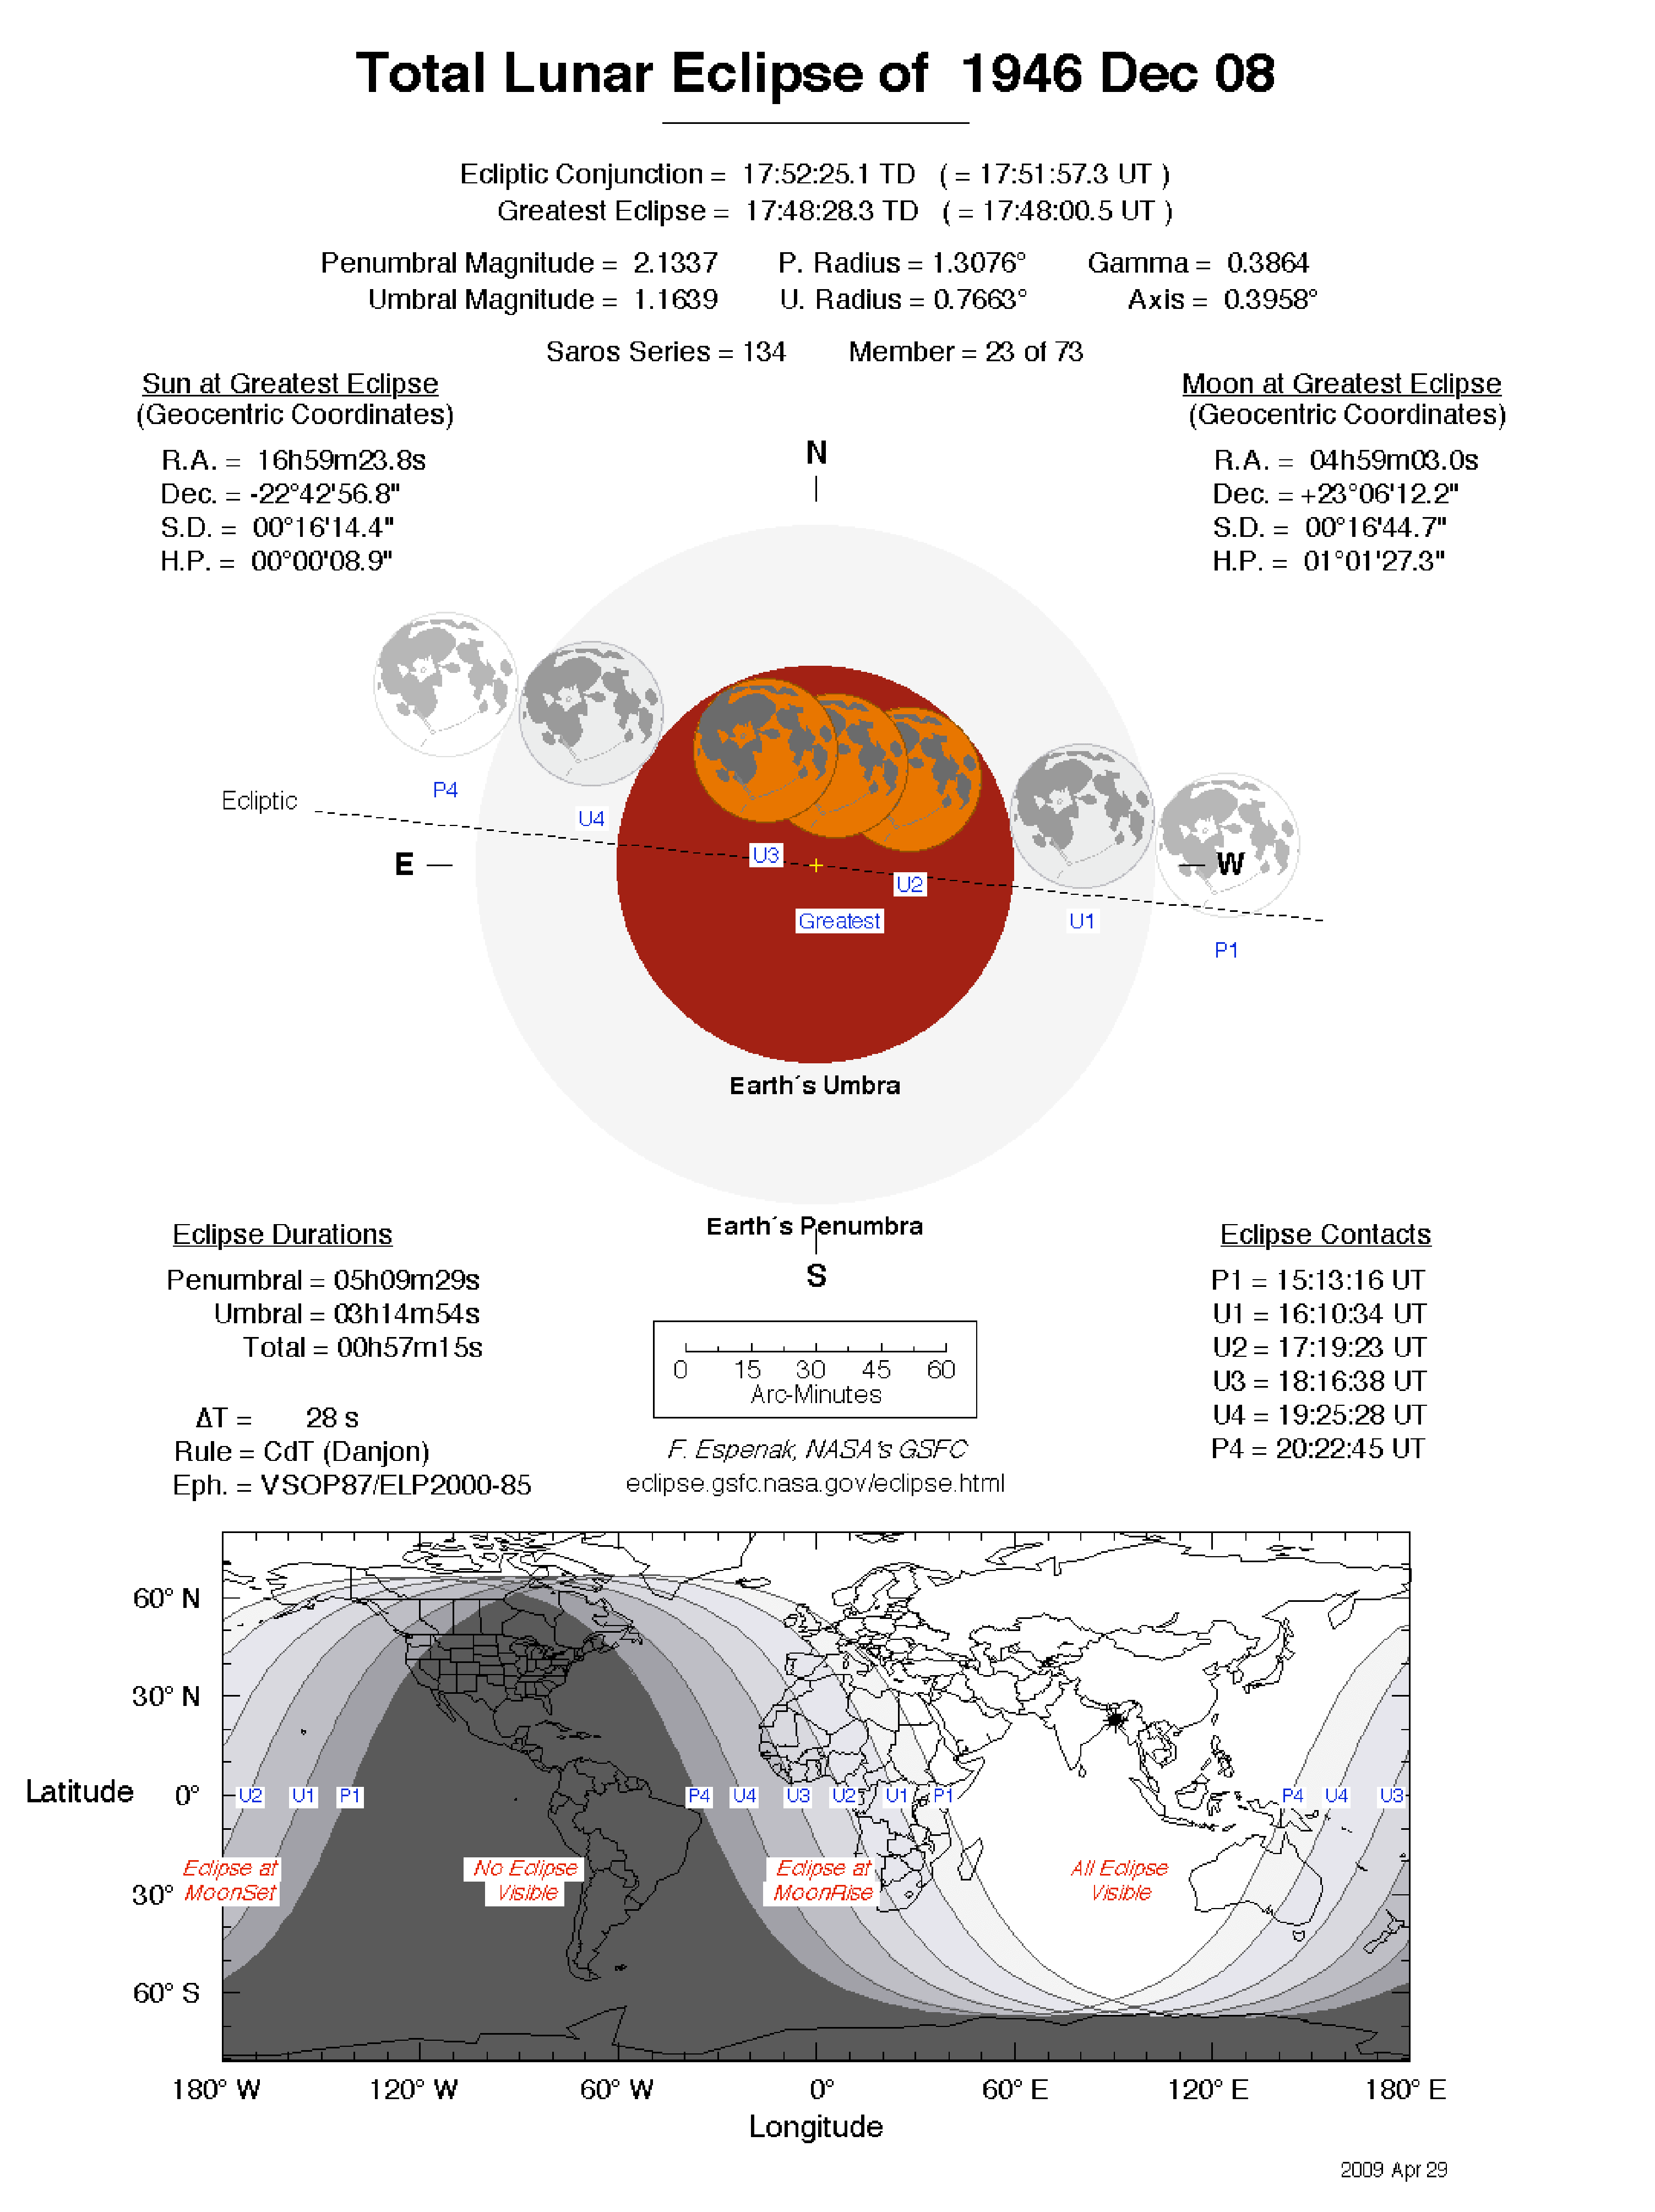 Total Lunar Eclipse of 1946 Dec 08
Ecliptic Conjunction = 17:52:25.1 TD ( = 17:51:57.3 UT )
Greatest Eclipse = 17:48:28.3 TD ( = 17:48:00.5 UT )
Penumbral Magnitude = 2.1337 P. Radius = 1.3076° Gamma = 0.3864
Umbral Magnitude = 1.1639 U. Radius = 0.7663° Axis = 0.3958°
Saros Series = 134 Member = 23 of 73
Sun at Greatest Eclipse
(Geocentric Coordinates)
R.A. = 16h59m23.8s
Dec. = -22°42'56.8"
S.D. = 00°16'14.4"
H.P. = 00°00'08.9"
Moon at Greatest Eclipse
(Geocentric Coordinates)
R.A. = 04h59m03.0s
Dec. = +23°06'12.2"
S.D. = 00°16'44.7"
H.P. = 01°01'27.3"
N
P4
Ecliptic
U4
E
U3
W
U2
Greatest
U1
P1
Earth´s Umbra
Earth´s Penumbra
S
Eclipse Durations
Penumbral = 05h09m29s
Umbral = 03h14m54s
Total = 00h57m15s
ΔT = 28 s
Rule = CdT (Danjon)
Eph. = VSOP87/ELP2000-85
0 15 30 45 60
Arc-Minutes
F. Espenak, NASA's GSFC
eclipse.gsfc.nasa.gov/eclipse.html
Eclipse Contacts
P1 = 15:13:16 UT
U1 = 16:10:34 UT
U2 = 17:19:23 UT
U3 = 18:16:38 UT
U4 = 19:25:28 UT
P4 = 20:22:45 UT
60° N
30° N
Latitude 0° U2 U1 P1 P4 U4 U3 U2 U1 P1 P4 U4 U3
Eclipse at No Eclipse Eclipse at All Eclipse
30° MoonSet Visible MoonRise Visible
60° S
180° W 120° W 60° W 0° 60° E 120° E 180° E
Longitude
2009 Apr 29